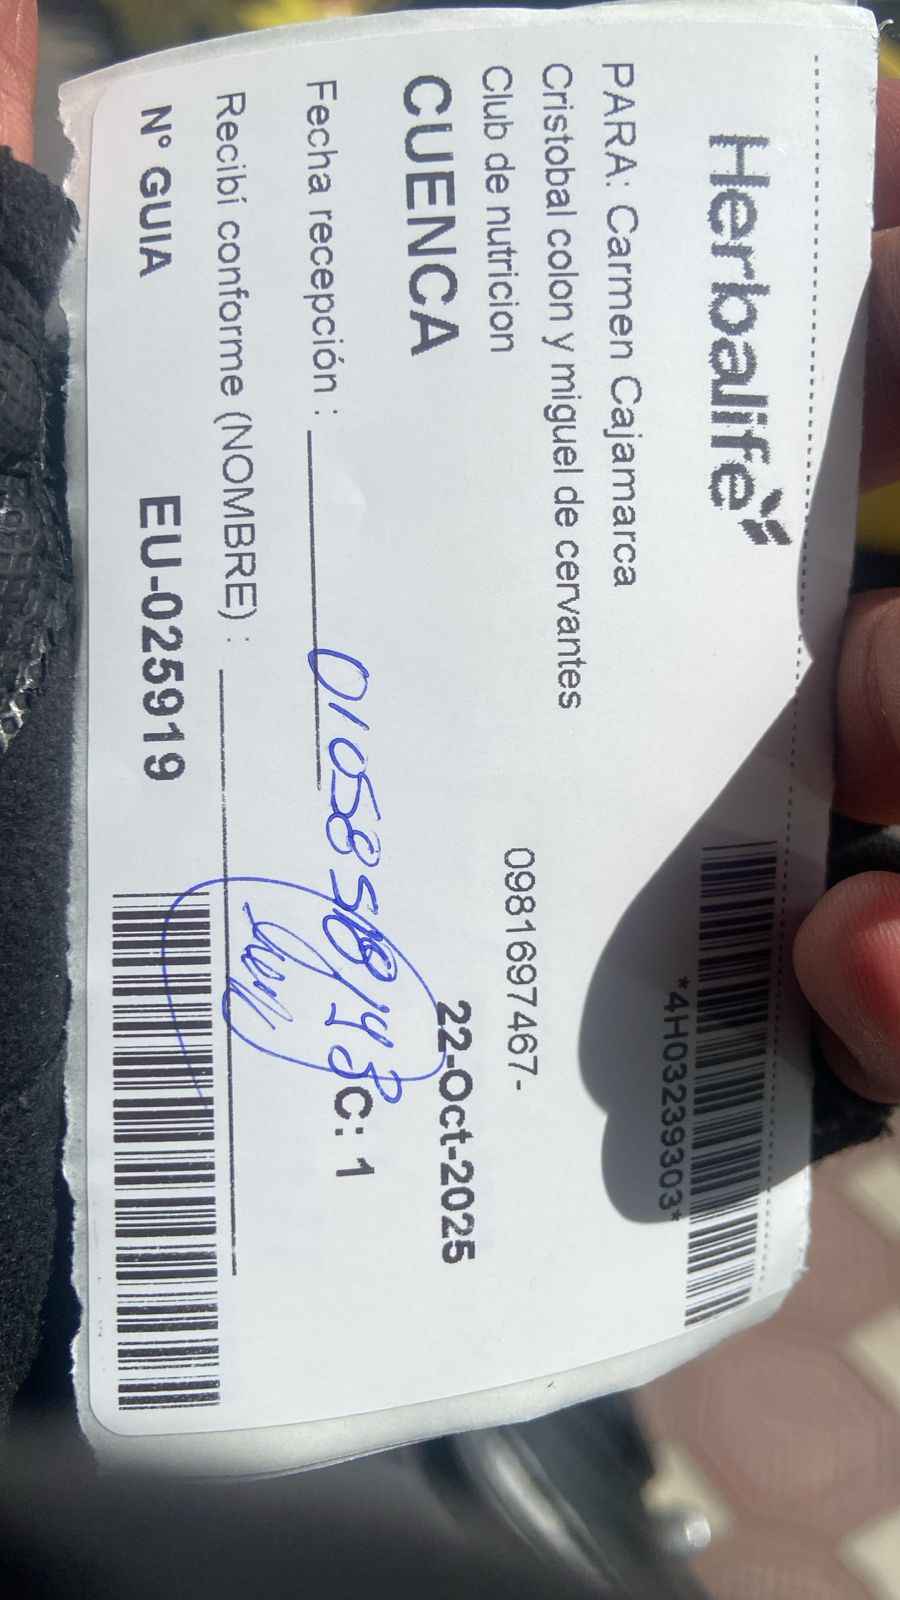 Herbalife
*4H03239303*
PARA: Carmen Cajamarca
Cristobal colon y miguel de cervantes
Club de nutricion 0981697467-
CUENCA 22-Oct-2025
Fecha recepción :
C: 1
Recibí conforme (NOMBRE) :
N° GUIA EU-025919